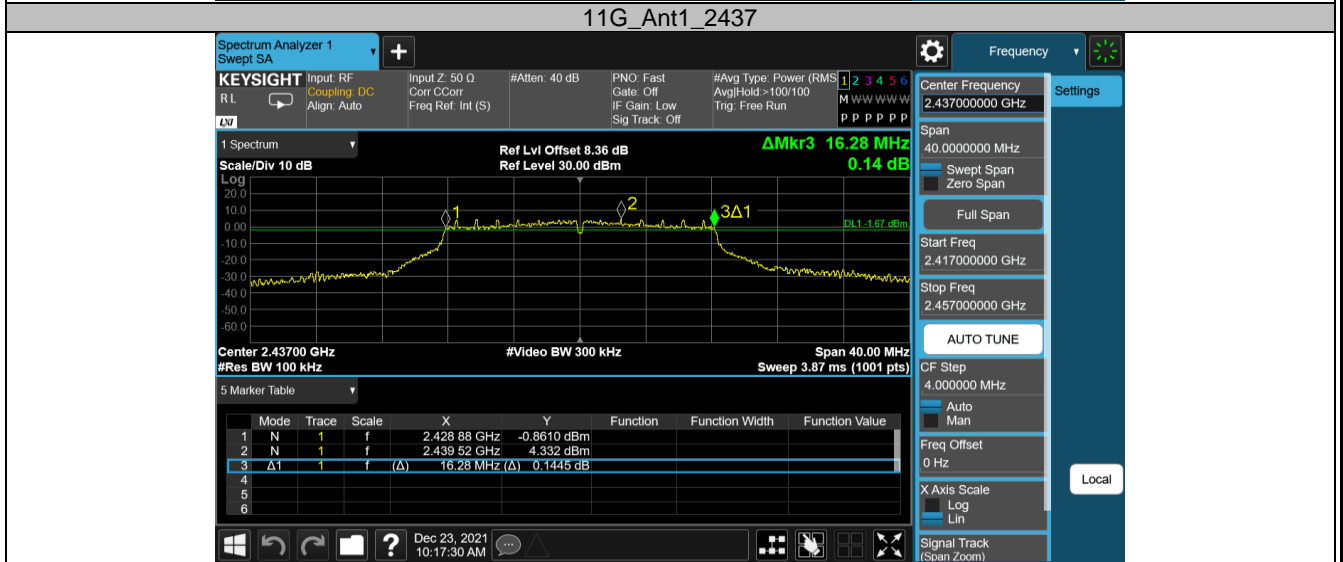 11G_Ant1_2437
Spectrum Analyzer 1
Swept SA
Frequency
KEYSIGHT
RL
LXI
Input: RF
Coupling: DC
Align: Auto
Input Z: 50 Ω
Corr CCorr
Freq Ref: Int (S)
#Atten: 40 dB
PNO: Fast
Gate: Off
IF Gain: Low
Sig Track: Off
#Avg Type: Power (RMS
Avg|Hold:>100/100
Trig: Free Run
1 2 3 4 5 6
M W W W W W
P P P P P P
Center Frequency
2.437000000 GHz
Settings
Span
40.0000000 MHz
Swept Span
Zero Span
Full Span
Start Freq
2.417000000 GHz
Stop Freq
2.457000000 GHz
AUTO TUNE
CF Step
4.000000 MHz
Auto
Man
Freq Offset
0 Hz
X Axis Scale
Log
Lin
Signal Track
(Span Zoom)
Local
1 Spectrum
Scale/Div 10 dB
Ref Lvl Offset 8.36 dB
Ref Level 30.00 dBm
ΔMkr3 16.28 MHz
0.14 dB
Log
20.0
10.0
0.00
-10.0
-20.0
-30.0
-40.0
-50.0
-60.0
1
2
3Δ1
DL1 -1.67 dBm
Center 2.43700 GHz
#Video BW 300 kHz
Span 40.00 MHz
#Res BW 100 kHz
Sweep 3.87 ms (1001 pts)
5 Marker Table
Mode Trace Scale X Y Function Function Width Function Value
1 N 1 f 2.428 88 GHz -0.8610 dBm
2 N 1 f 2.439 52 GHz 4.332 dBm
3 Δ1 1 f (Δ) 16.28 MHz (Δ) 0.1445 dB
4
5
6
Dec 23, 2021
10:17:30 AM